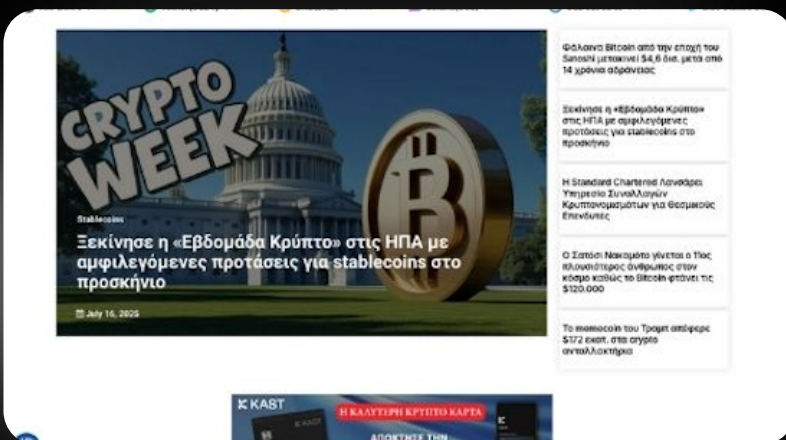 CRYPTO
WEEK
Stablecoins
Ξεκίνησε η «Εβδομάδα Κρύπτο» στις ΗΠΑ με
αμφιλεγόμενες προτάσεις για stablecoins στο
προσκήνιο
July 16, 2025
Φάλαινα Bitcoin από την εποχή του
Satoshi μετακινεί $4,6 δισ. μετά από
14 χρόνια αδράνειας
Ξεκίνησε η «Εβδομάδα Κρύπτο»
στις ΗΠΑ με αμφιλεγόμενες
προτάσεις για stablecoins στο
προσκήνιο
Η Standard Chartered Λανσάρει
Υπηρεσία Συναλλαγών
Κρυπτονομισμάτων για Θεσμικούς
Επενδυτές
Ο Σατόσι Νακαμότο γίνεται ο 11ος
πλουσιότερος άνθρωπος στον
κόσμο καθώς το Bitcoin φτάνει τις
$120.000
Το memecoin του Τραμπ απέφερε
$172 εκατ. στα crypto
ανταλλακτήρια
KAST
Η ΚΑΛΥΤΕΡΗ ΚΡΥΠΤΟ ΚΑΡΤΑ
ΑΠΟΚΤΗΣΕ ΤΗΝ